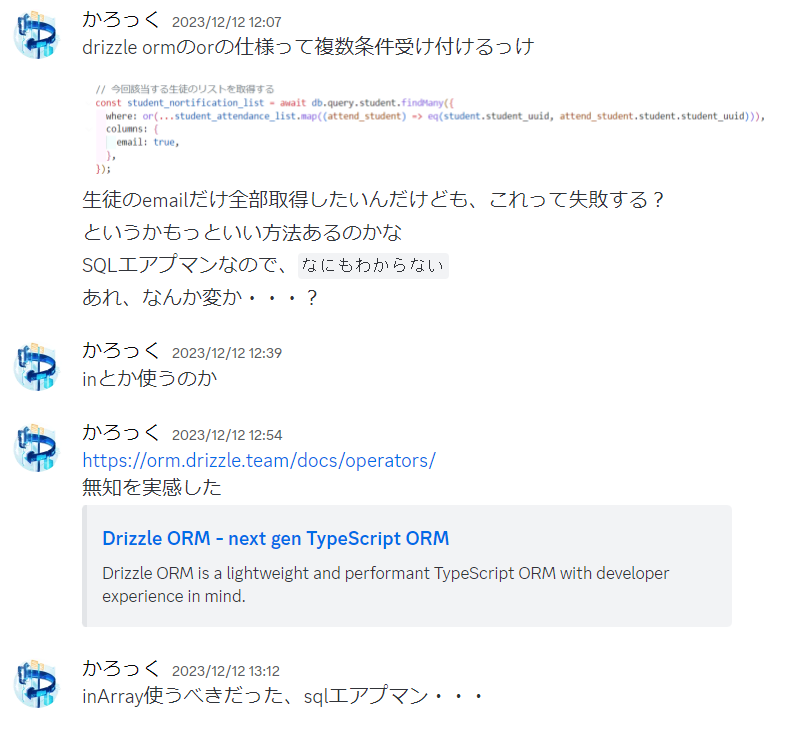 かろっく 2023/12/12 12:07
drizzle ormのorの仕様って複数条件受け付けるっけ
// 今回該当する生徒のリストを取得する
const student_nortification_list = await db.query.student.findMany({
where: or(...student_attendance_list.map((attend_student) => eq(student.student_uuid, attend_student.student.student_uuid))),
columns: {
email: true,
},
});
生徒のemailだけ全部取得したいんだけども、これって失敗する？
というかもっといい方法あるのかな
SQLエアプマンなので、なにもわからない
あれ、なんか変か・・・？
かろっく 2023/12/12 12:39
inとか使うのか
かろっく 2023/12/12 12:54
https://orm.drizzle.team/docs/operators/
無知を実感した
Drizzle ORM - next gen TypeScript ORM
Drizzle ORM is a lightweight and performant TypeScript ORM with developer
experience in mind.
かろっく 2023/12/12 13:12
inArray使うべきだった、sqlエアプマン・・・